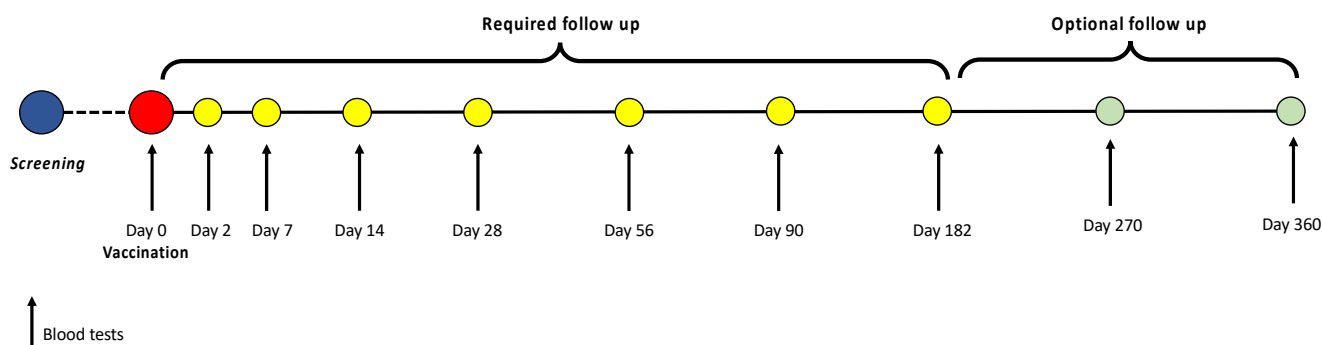 Required follow up
Optional follow up
Screening
Day 0
Vaccination
Day 2
Day 7
Day 14
Day 28
Day 56
Day 90
Day 182
Day 270
Day 360
Blood tests